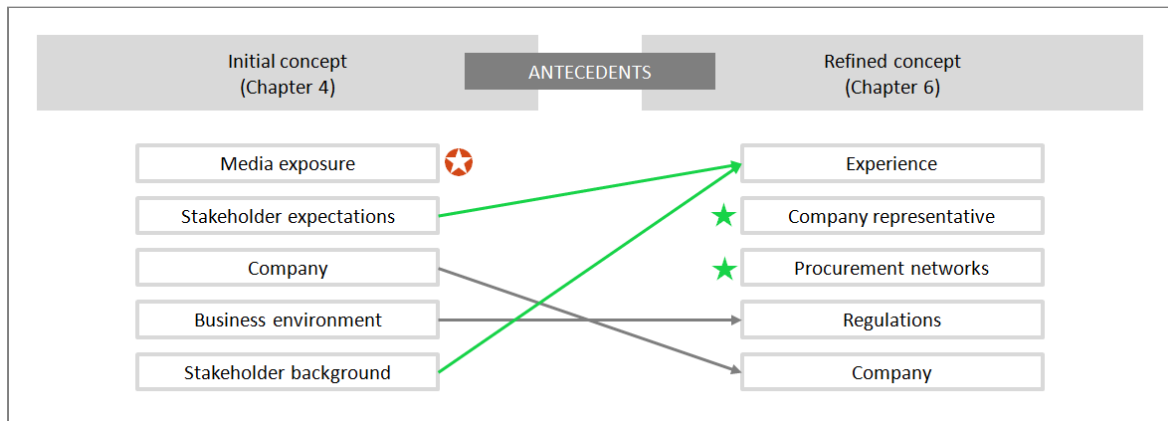 Initial concept
(Chapter 4)
ANTECEDENTS
Refined concept
(Chapter 6)
Media exposure
Experience
Stakeholder expectations
Company representative
Company
Procurement networks
Business environment
Regulations
Stakeholder background
Company